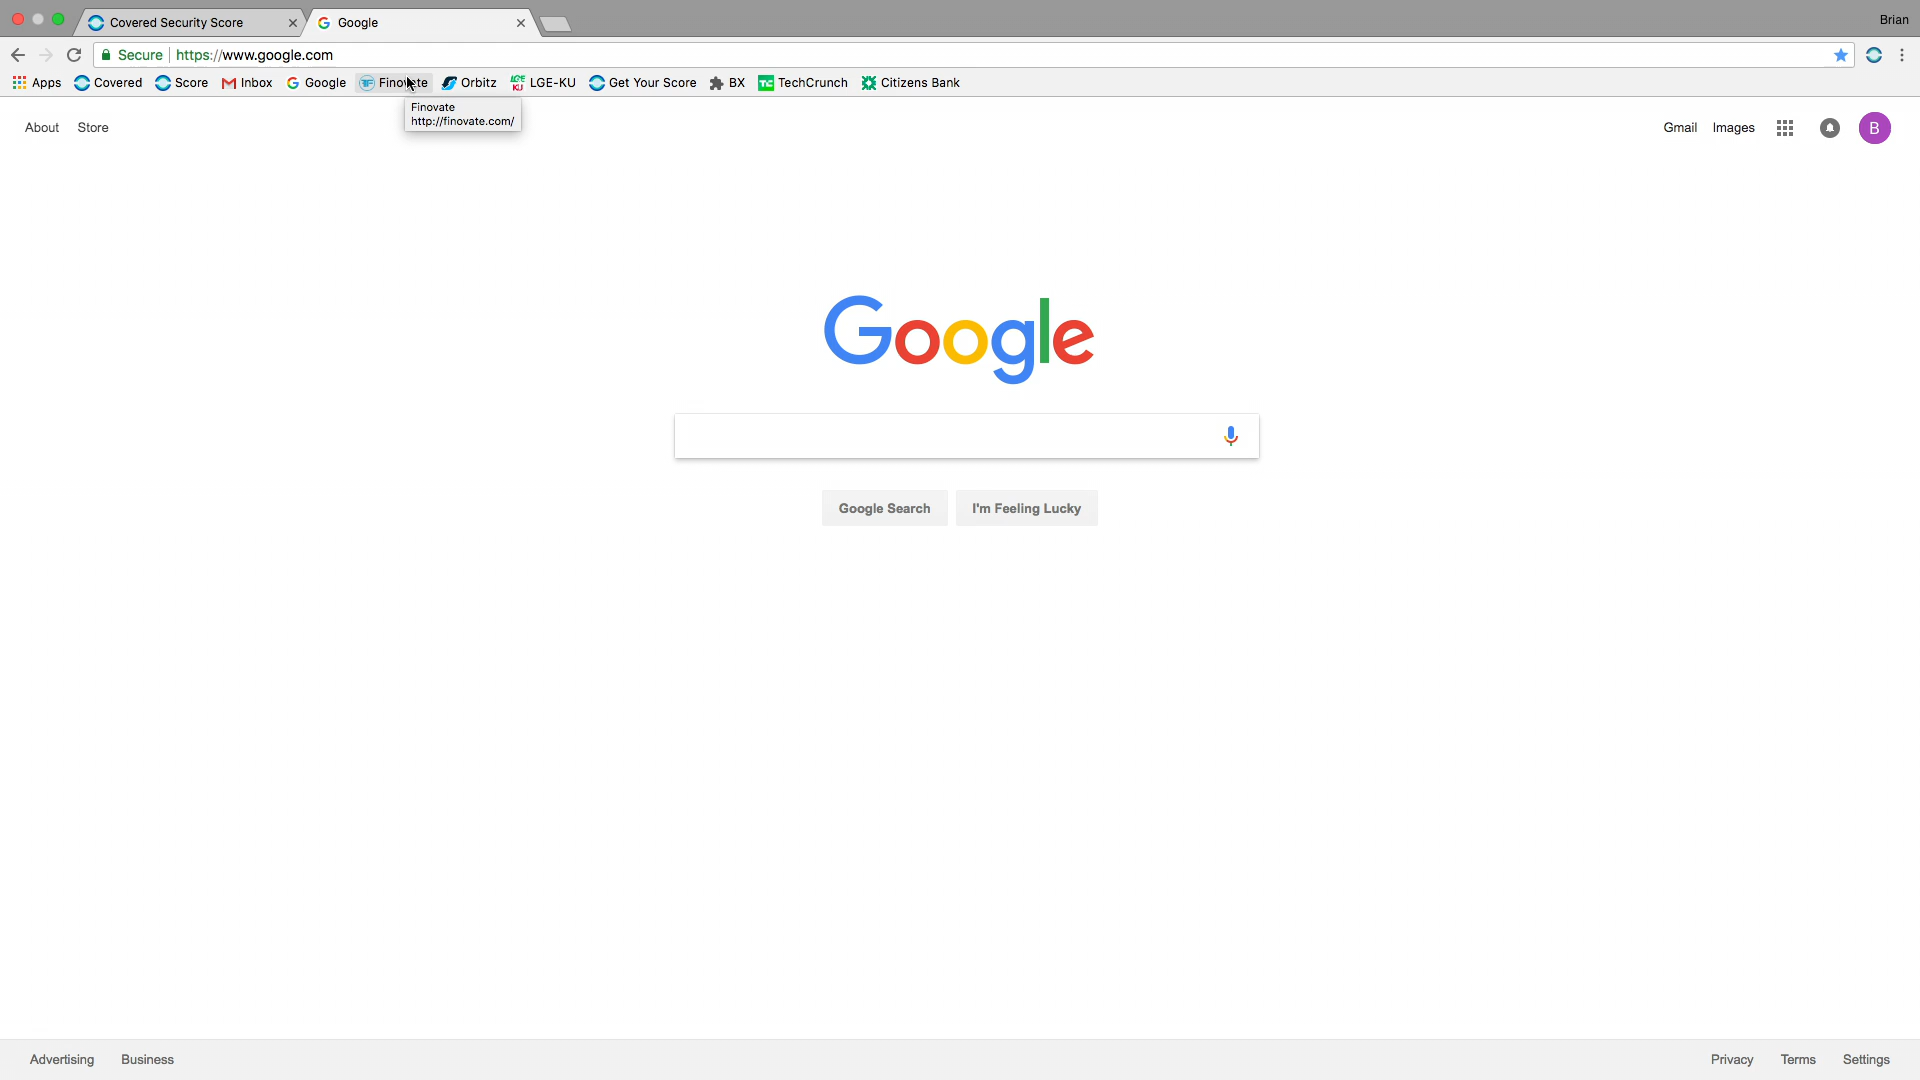 Covered Security Score
Google
Brian
Secure https://www.google.com
Apps Covered Score Inbox Google Finovate Orbitz LGE-KU Get Your Score BX TechCrunch Citizens Bank
Finovate
http://finovate.com/
About Store
Gmail Images B
Google
Google Search I'm Feeling Lucky
Advertising Business
Privacy Terms Settings